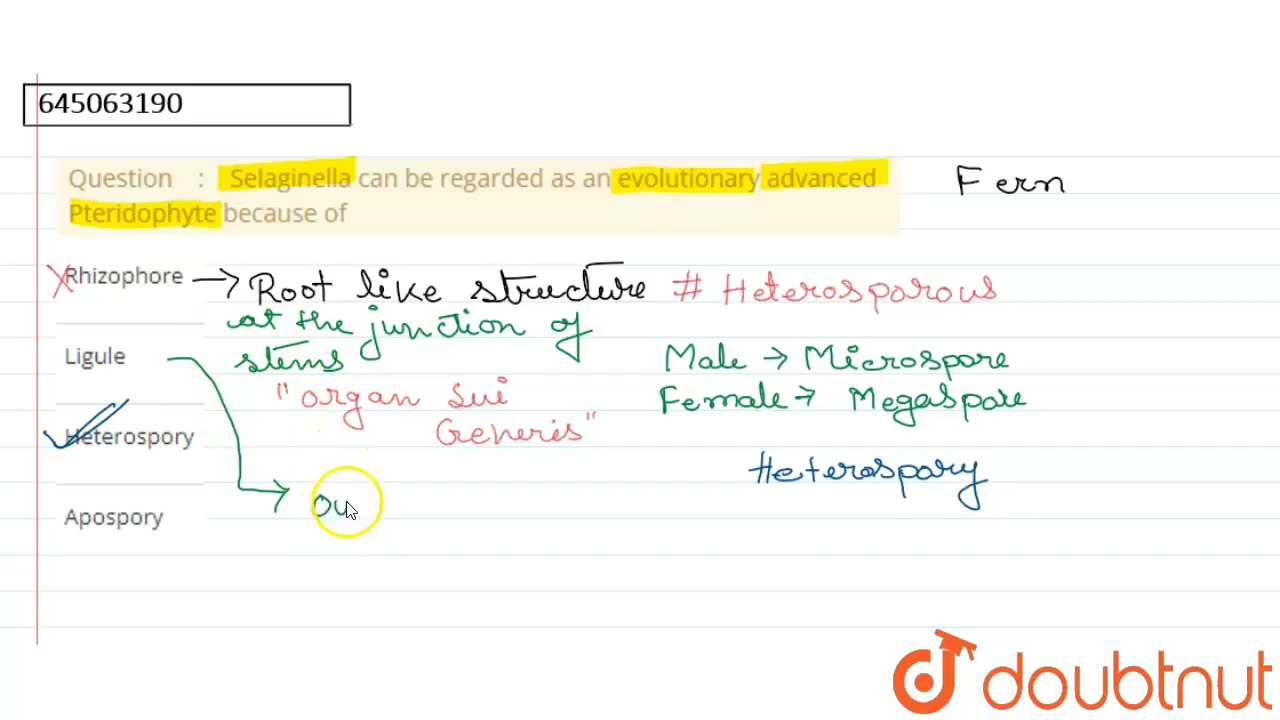 645063190
Question : Selaginella can be regarded as an evolutionary advanced
Pteridophyte because of
Fern
Rhizophore → Root like structure # Heterosporous
at the junction of
stems
"organ Sui
Generis"
Male → Microspore
Female → Megaspore
Ligule
Heterospory
Heterospory
→ ou
Apospory
doubtnut